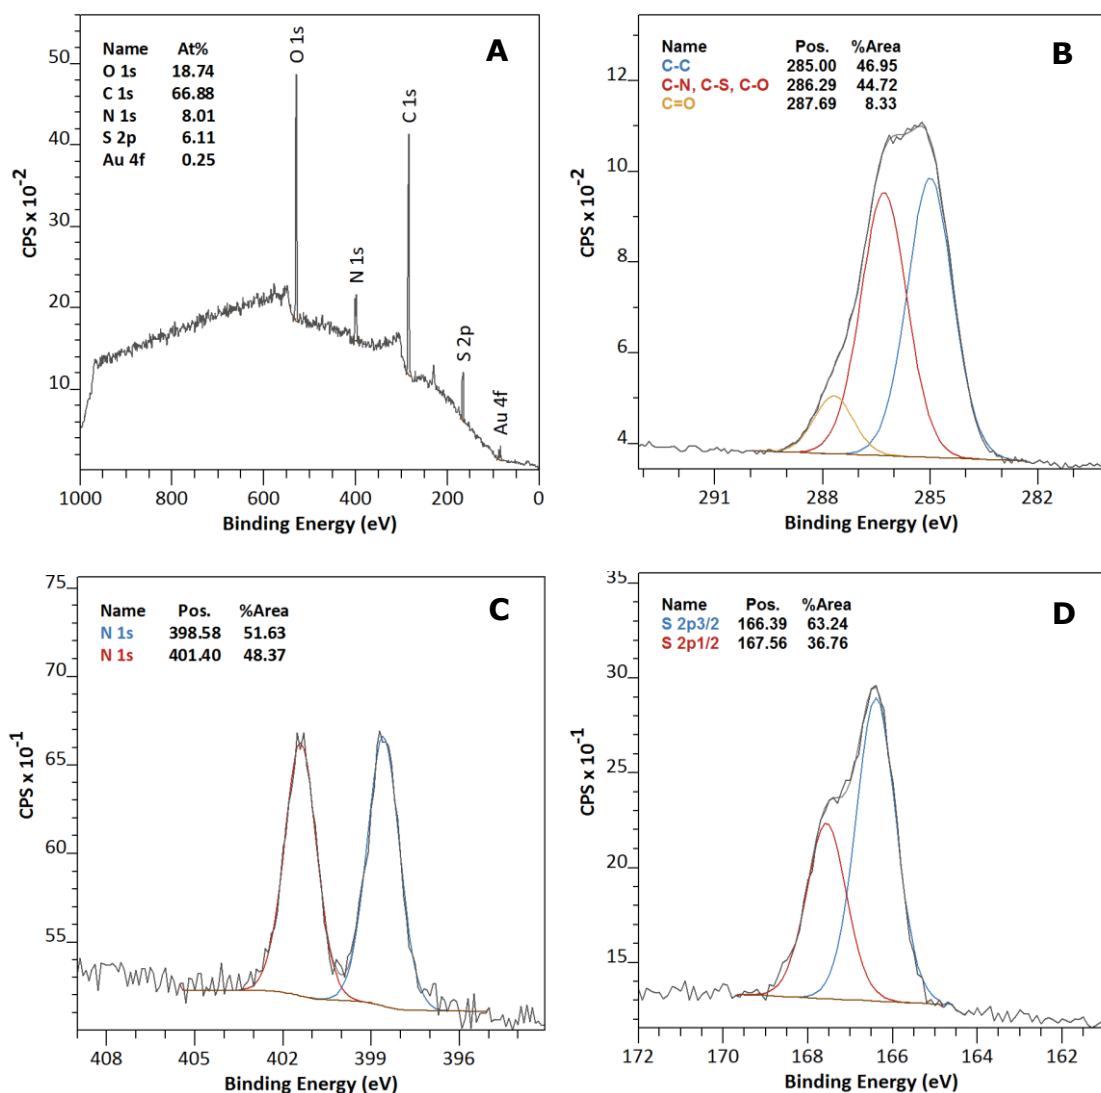 A
Name At%
O 1s 18.74
C 1s 66.88
N 1s 8.01
S 2p 6.11
Au 4f 0.25
O 1s
C 1s
N 1s
S 2p
Au 4f
50
40
30
20
10
CPS x 10⁻²
1000 800 600 400 200 0
Binding Energy (eV)
B
Name Pos. %Area
C-C 285.00 46.95
C-N, C-S, C-O 286.29 44.72
C=O 287.69 8.33
12
10
8
6
4
CPS x 10⁻²
291 288 285 282
Binding Energy (eV)
C
Name Pos. %Area
N 1s 398.58 51.63
N 1s 401.40 48.37
75
70
65
60
55
CPS x 10⁻¹
408 405 402 399 396
Binding Energy (eV)
D
Name Pos. %Area
S 2p3/2 166.39 63.24
S 2p1/2 167.56 36.76
35
30
25
20
15
CPS x 10⁻¹
172 170 168 166 164 162
Binding Energy (eV)